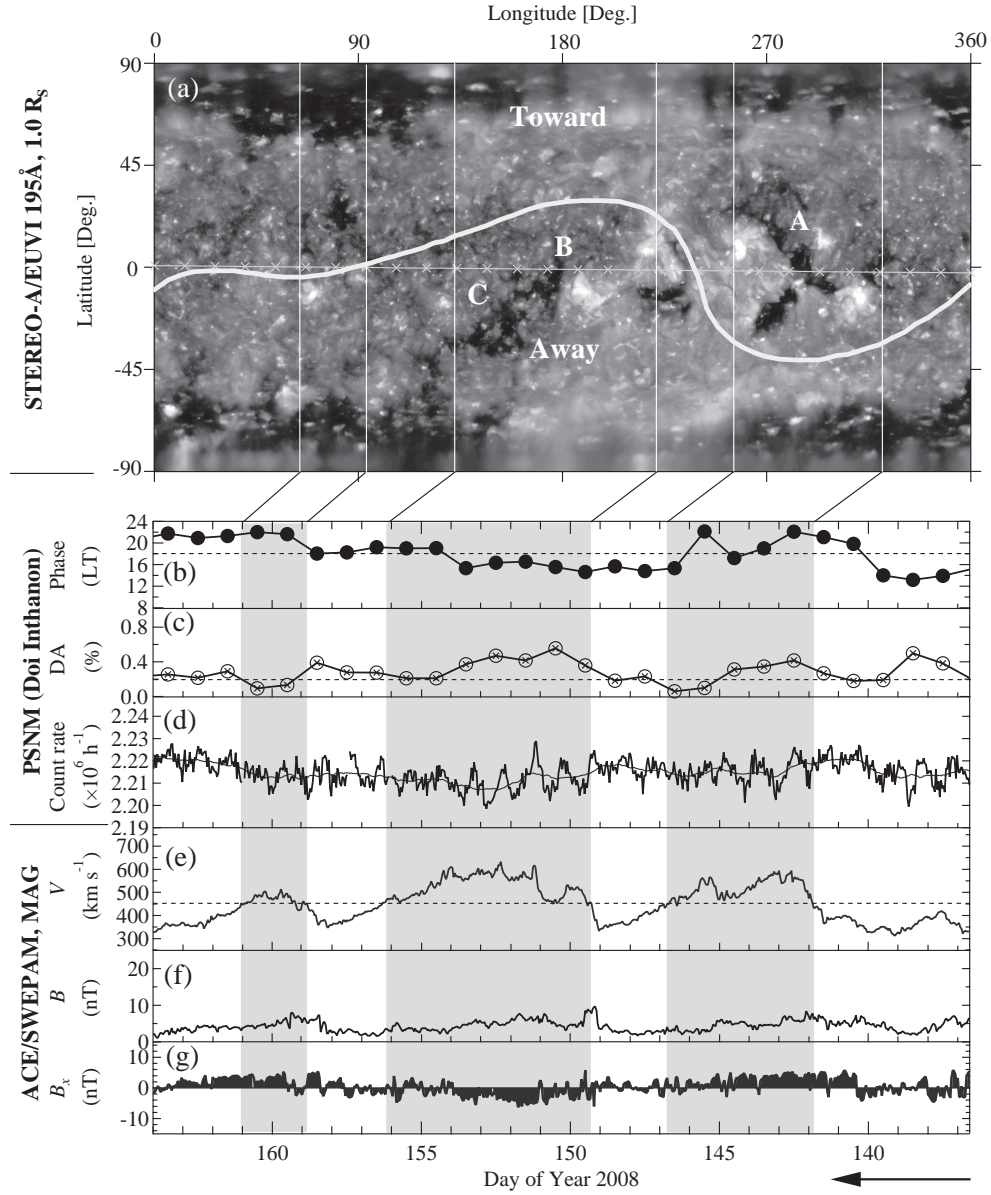 Longitude [Deg.]
0 90 180 270 360
STEREO-A/EUVI 195Å, 1.0 Rs
Latitude [Deg.]
90
45
0
-45
-90
(a)
Toward
A
B
C
Away
PSNM (Doi Inthanon)
Phase
(LT)
24
20
16
12
8
(b)
DA
(%)
0.8
0.4
0.0
(c)
Count rate
(×10^6 h^-1)
2.24
2.23
2.22
2.21
2.20
2.19
(d)
ACE/SWEPAM, MAG
V
(km s^-1)
700
600
500
400
300
(e)
B
(nT)
20
10
0
(f)
Bx
(nT)
10
0
-10
(g)
160 155 150 145 140
Day of Year 2008